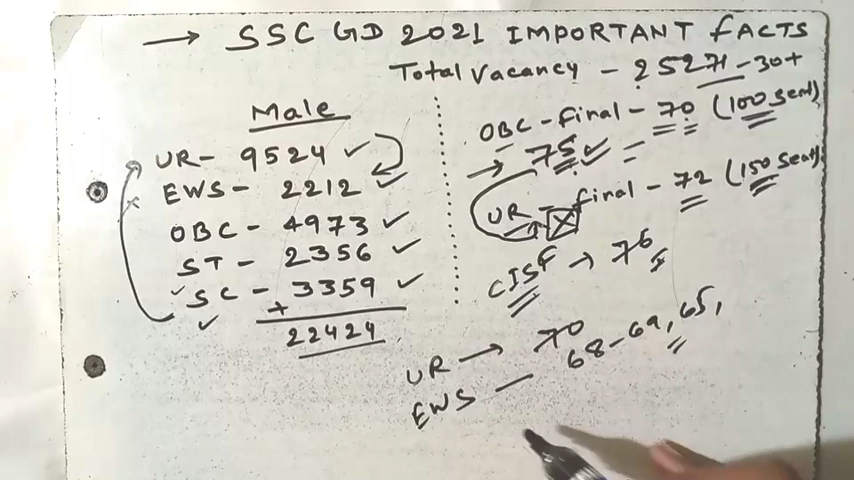 → SSC GD 2021 IMPORTANT FACTS
Total Vacancy - 25271 - 30+
Male
UR - 9524 ✓
EWS - 2212 ✓
OBC - 4973 ✓
ST - 2356 ✓
✓ SC - 3359 ✓
+
22424
OBC - final - 70 (100 seat)
→ 75 ✓
UR - final - 72 (150 seat)
CISF → 76
UR → 70
EWS — 68 - 69, 65,